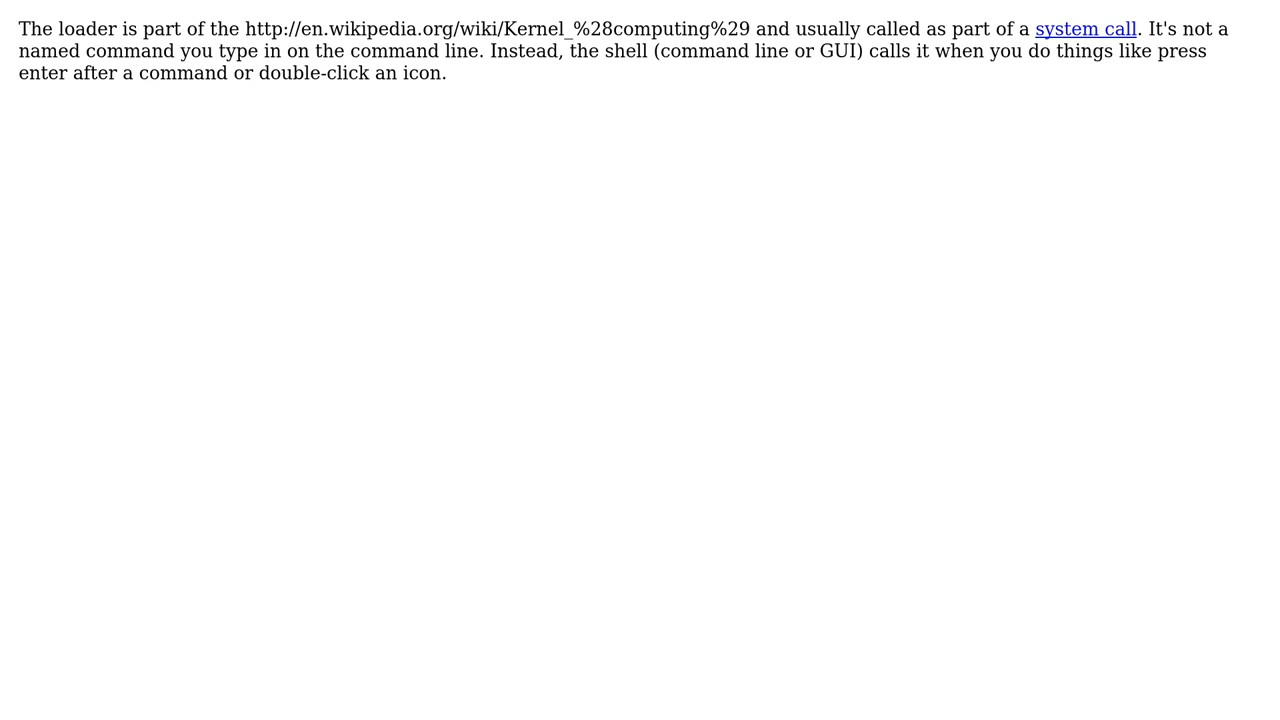 The loader is part of the http://en.wikipedia.org/wiki/Kernel_%28computing%29 and usually called as part of a system call. It's not a
named command you type in on the command line. Instead, the shell (command line or GUI) calls it when you do things like press
enter after a command or double-click an icon.